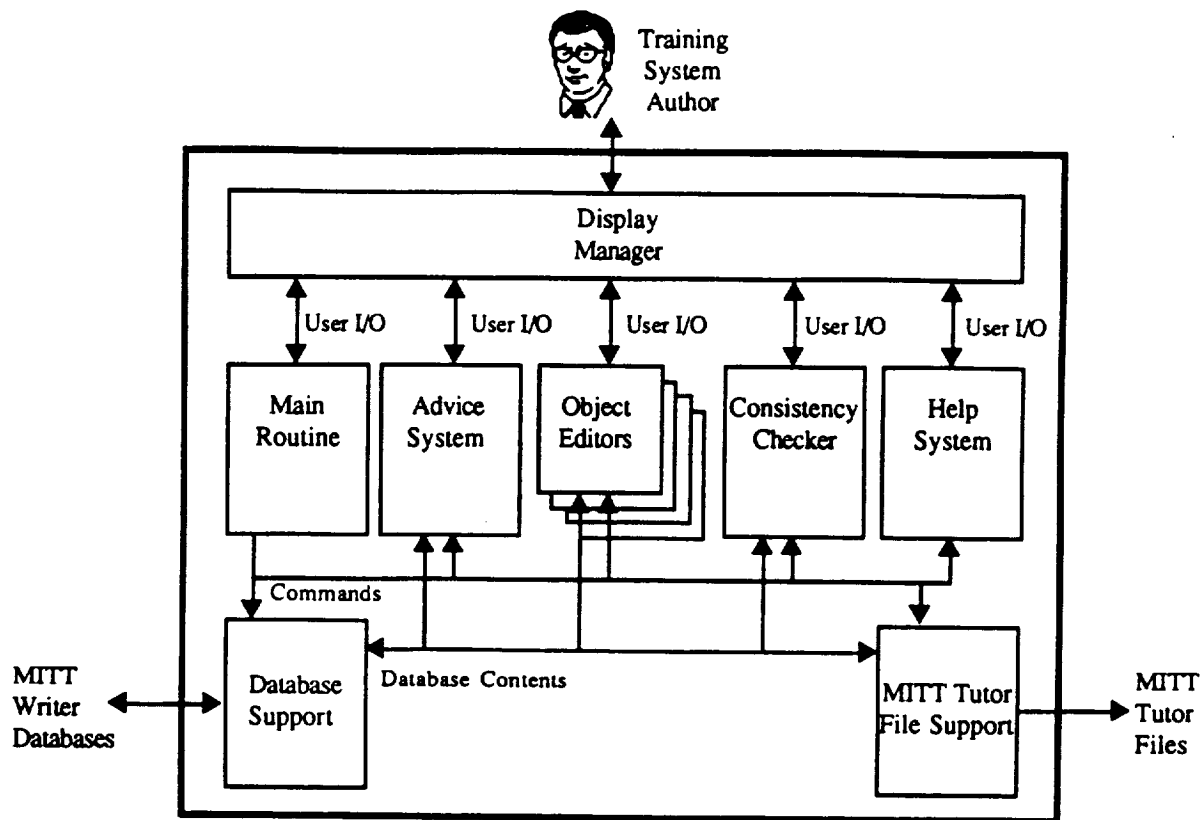 Training
System
Author
Display
Manager
User I/O
User I/O
User I/O
User I/O
User I/O
Main
Routine
Advice
System
Object
Editors
Consistency
Checker
Help
System
Commands
Database Contents
MITT
Writer
Databases
Database
Support
MITT Tutor
File Support
MITT
Tutor
Files